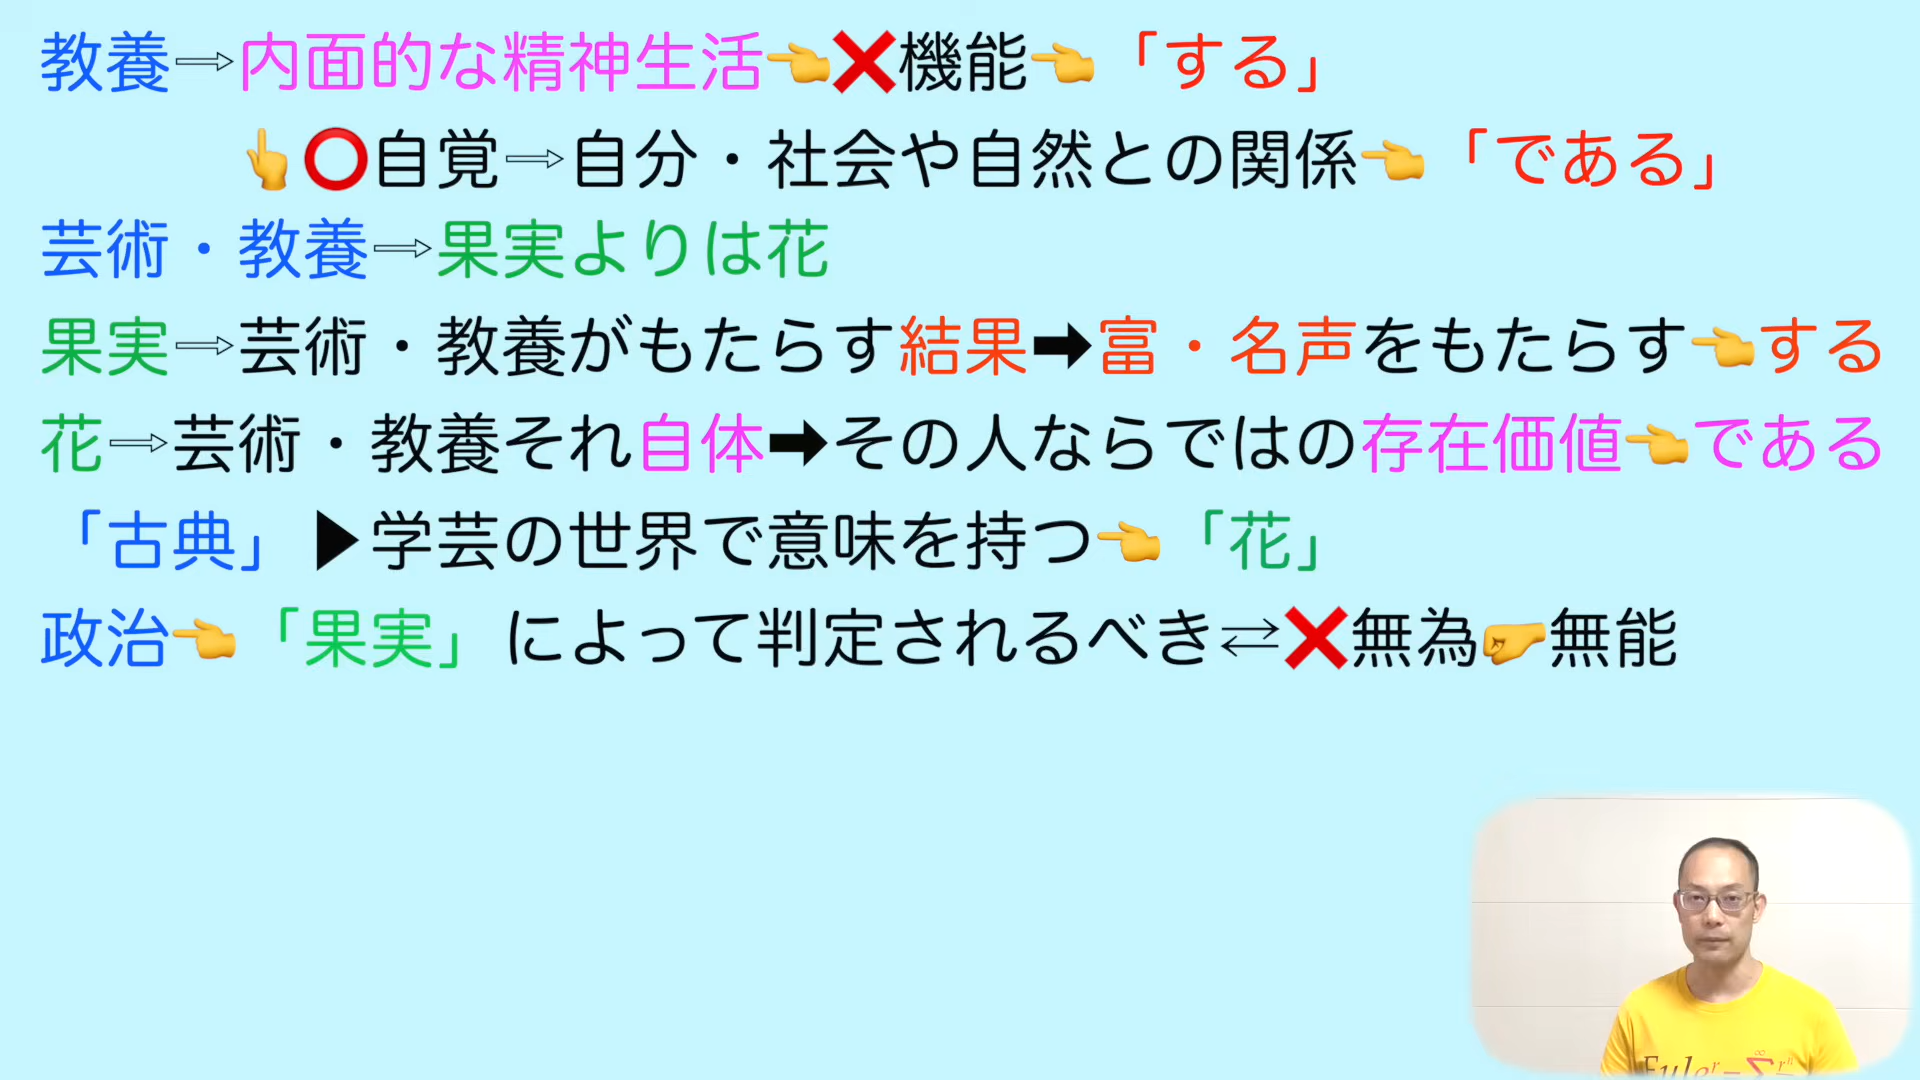 教養⇨内面的な精神生活👈❌機能👈「する」
👆⭕自覚⇨自分・社会や自然との関係👈「である」
芸術・教養⇨果実よりは花
果実⇨芸術・教養がもたらす結果➡富・名声をもたらす👈する
花⇨芸術・教養それ自体➡その人ならではの存在価値👈である
「古典」▶学芸の世界で意味を持つ👈「花」
政治👈「果実」によって判定されるべき⇄❌無為🤛無能